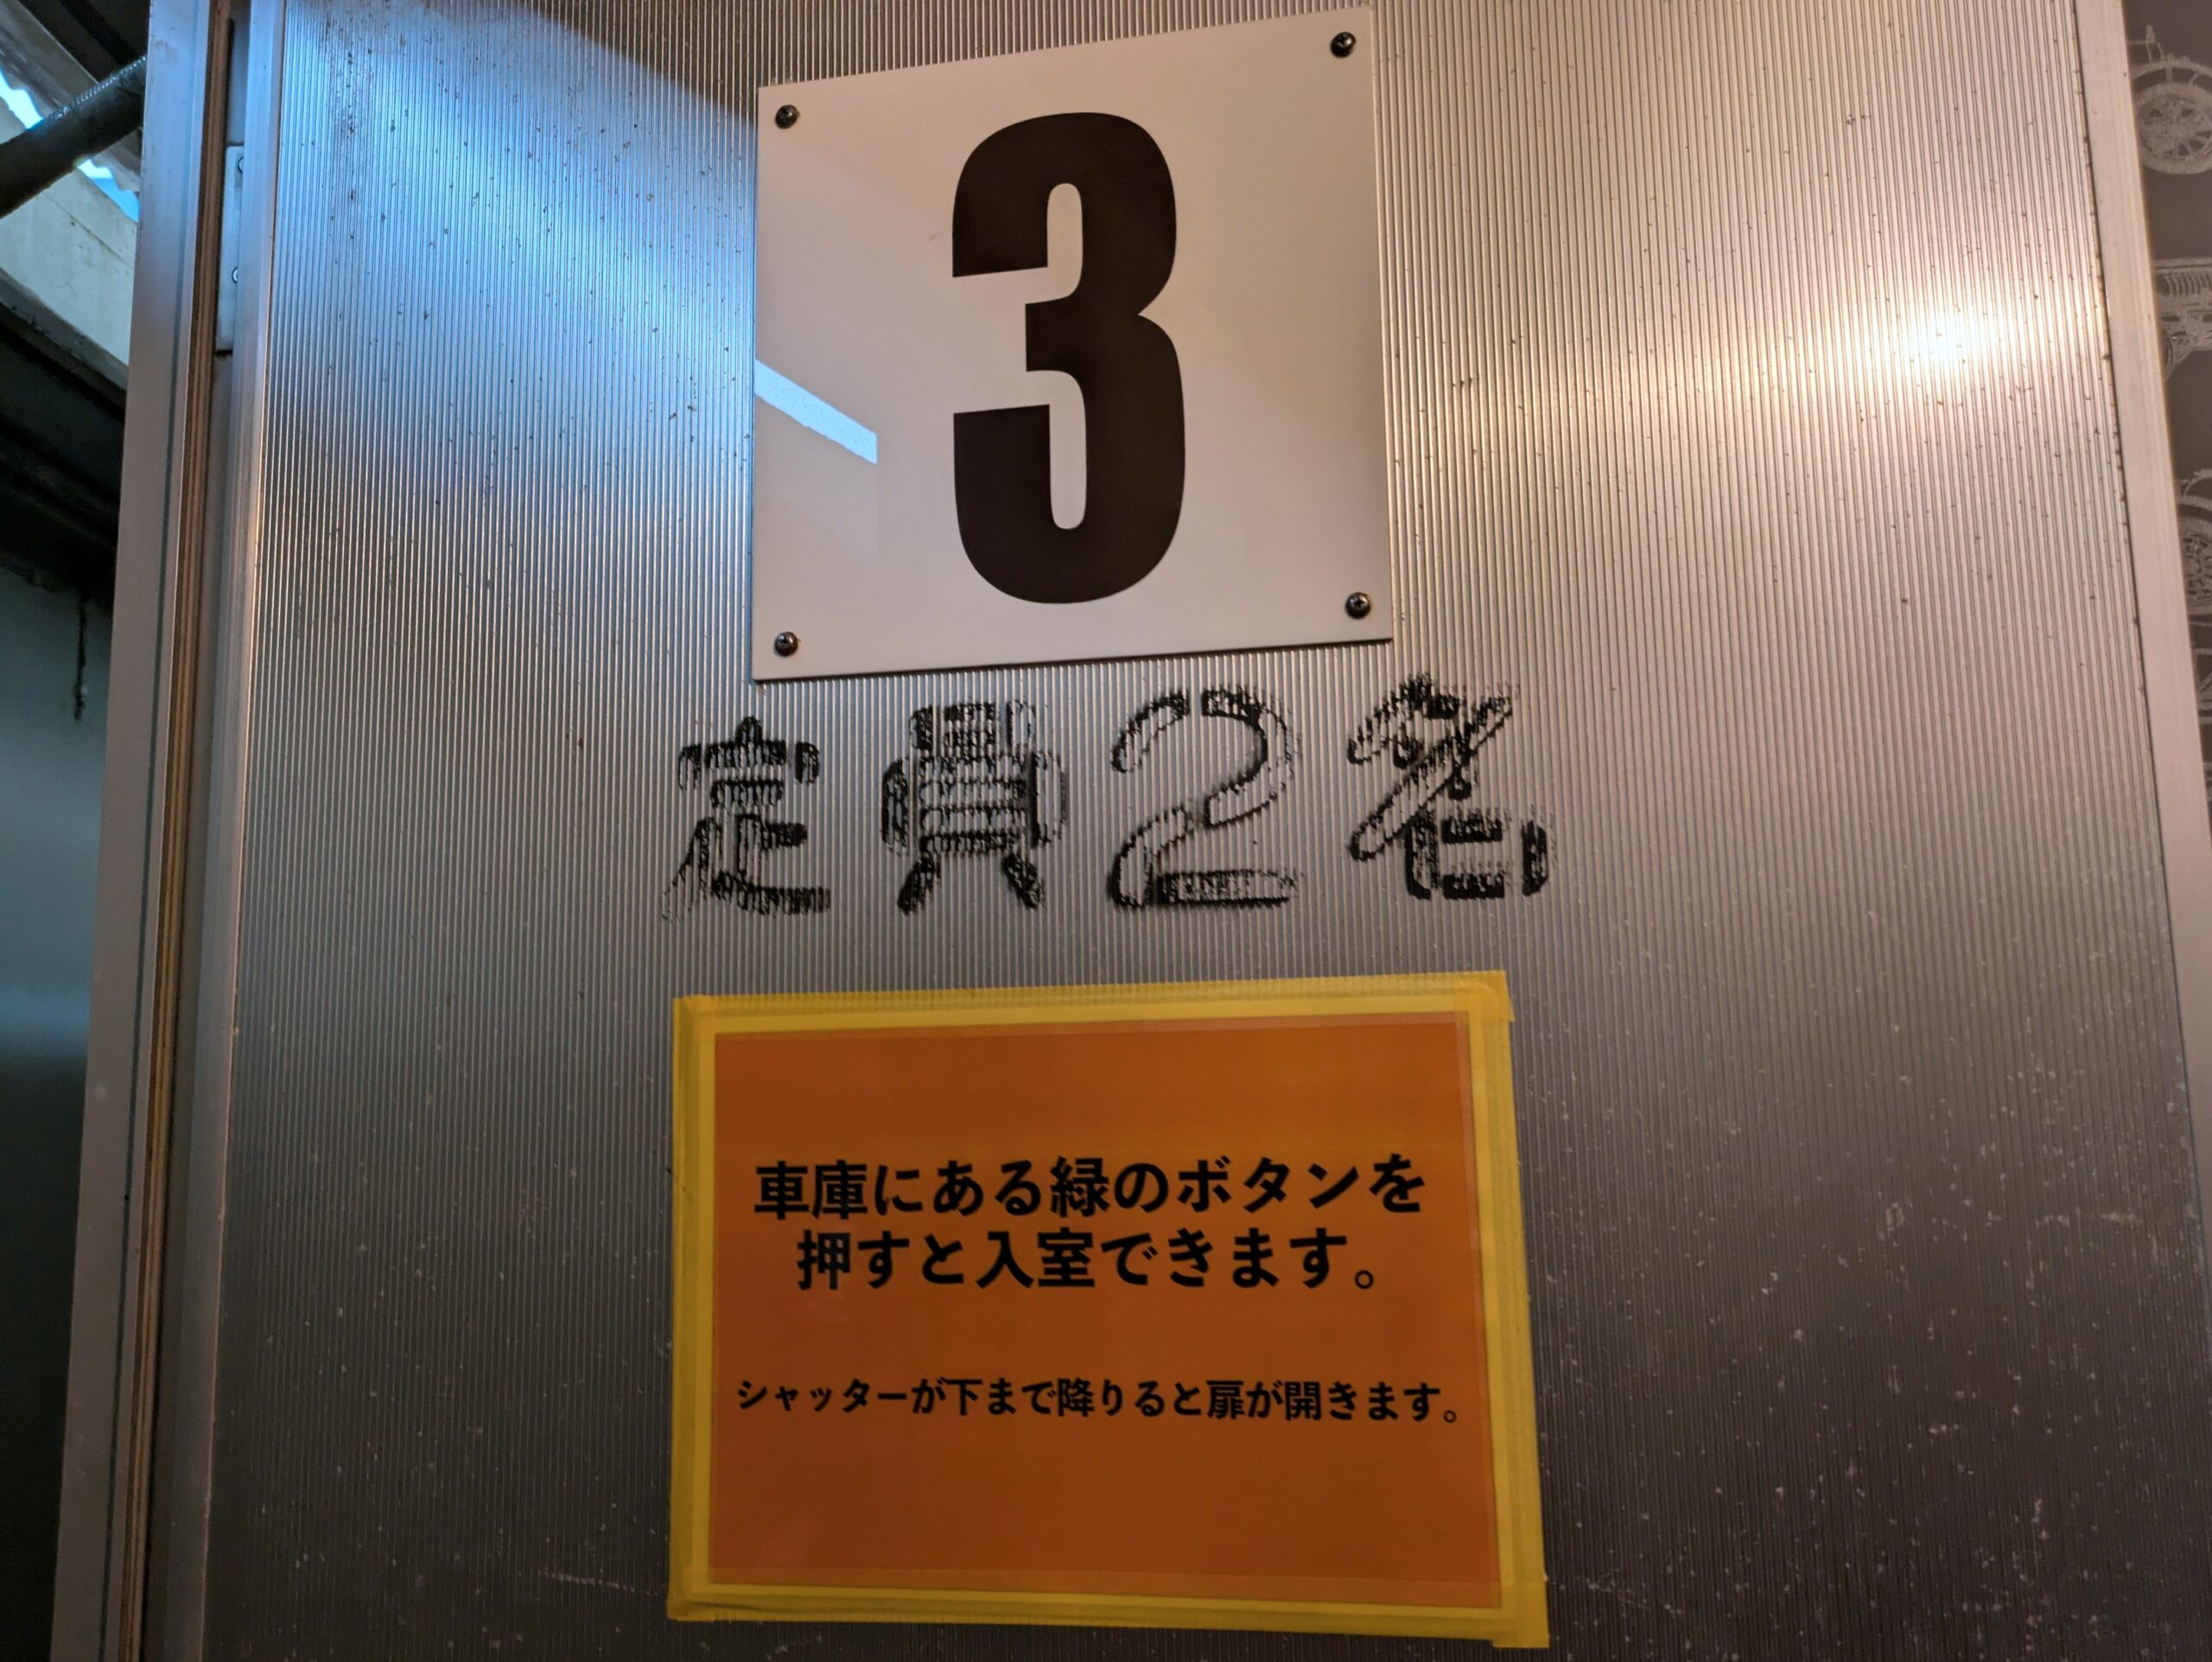 3
定員2名
車庫にある緑のボタンを
押すと入室できます。
シャッターが下まで降りると扉が開きます。